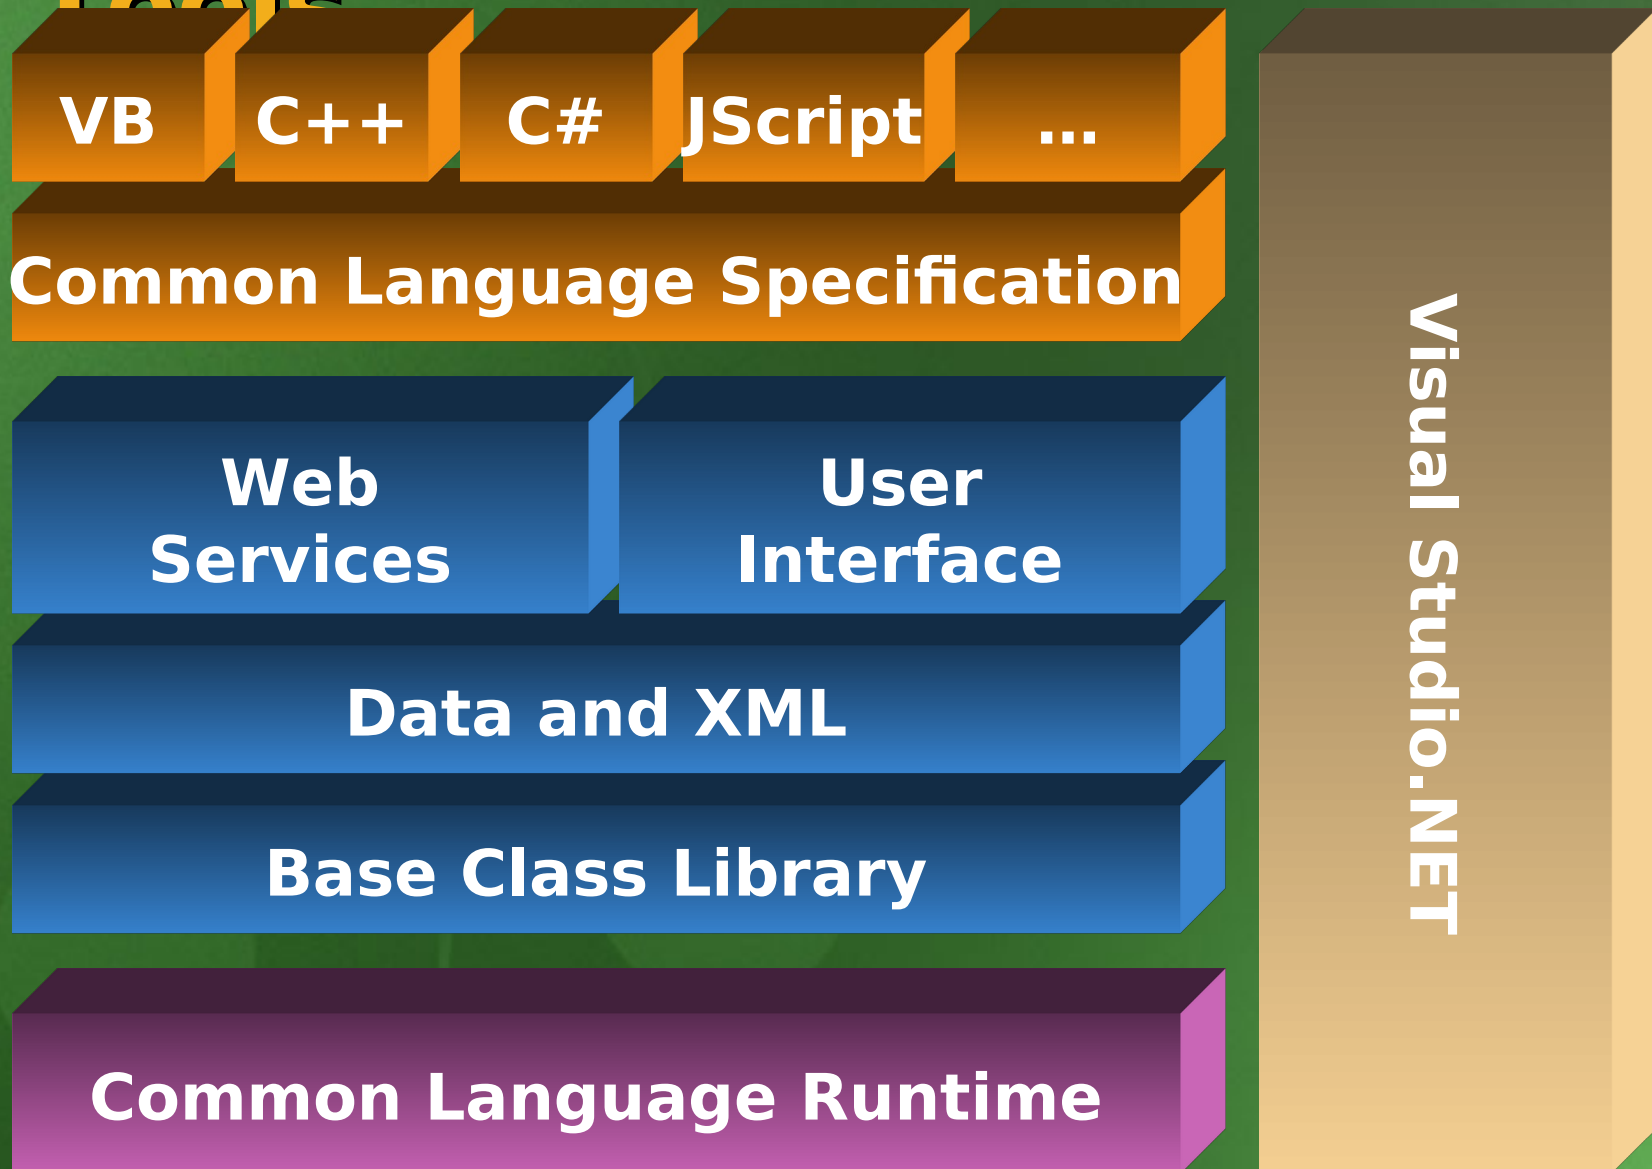 VB
C++
C#
JScript
...
Common Language Specification
Web
Services
User
Interface
Data and XML
Base Class Library
Common Language Runtime
Visual Studio.NET